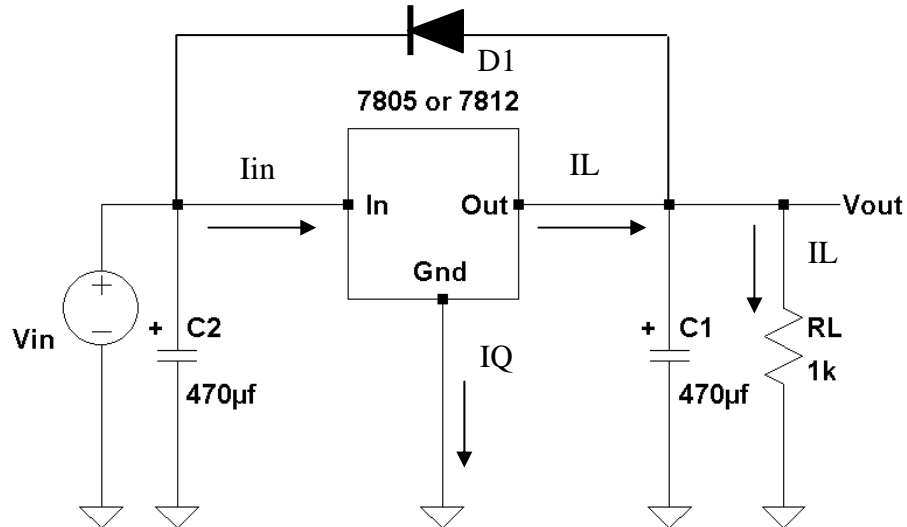 D1
7805 or 7812
Iin
IL
In
Out
Vout
Gnd
IL
+
Vin
+
C2
+
C1
RL
IQ
1k
470µf
470µf